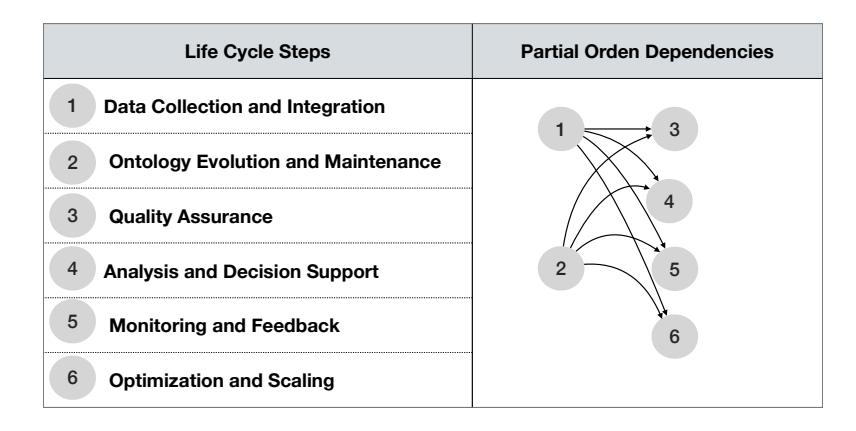 Life Cycle Steps
Partial Orden Dependencies
1 Data Collection and Integration
2 Ontology Evolution and Maintenance
3 Quality Assurance
4 Analysis and Decision Support
5 Monitoring and Feedback
6 Optimization and Scaling
1 3
4
2 5
6